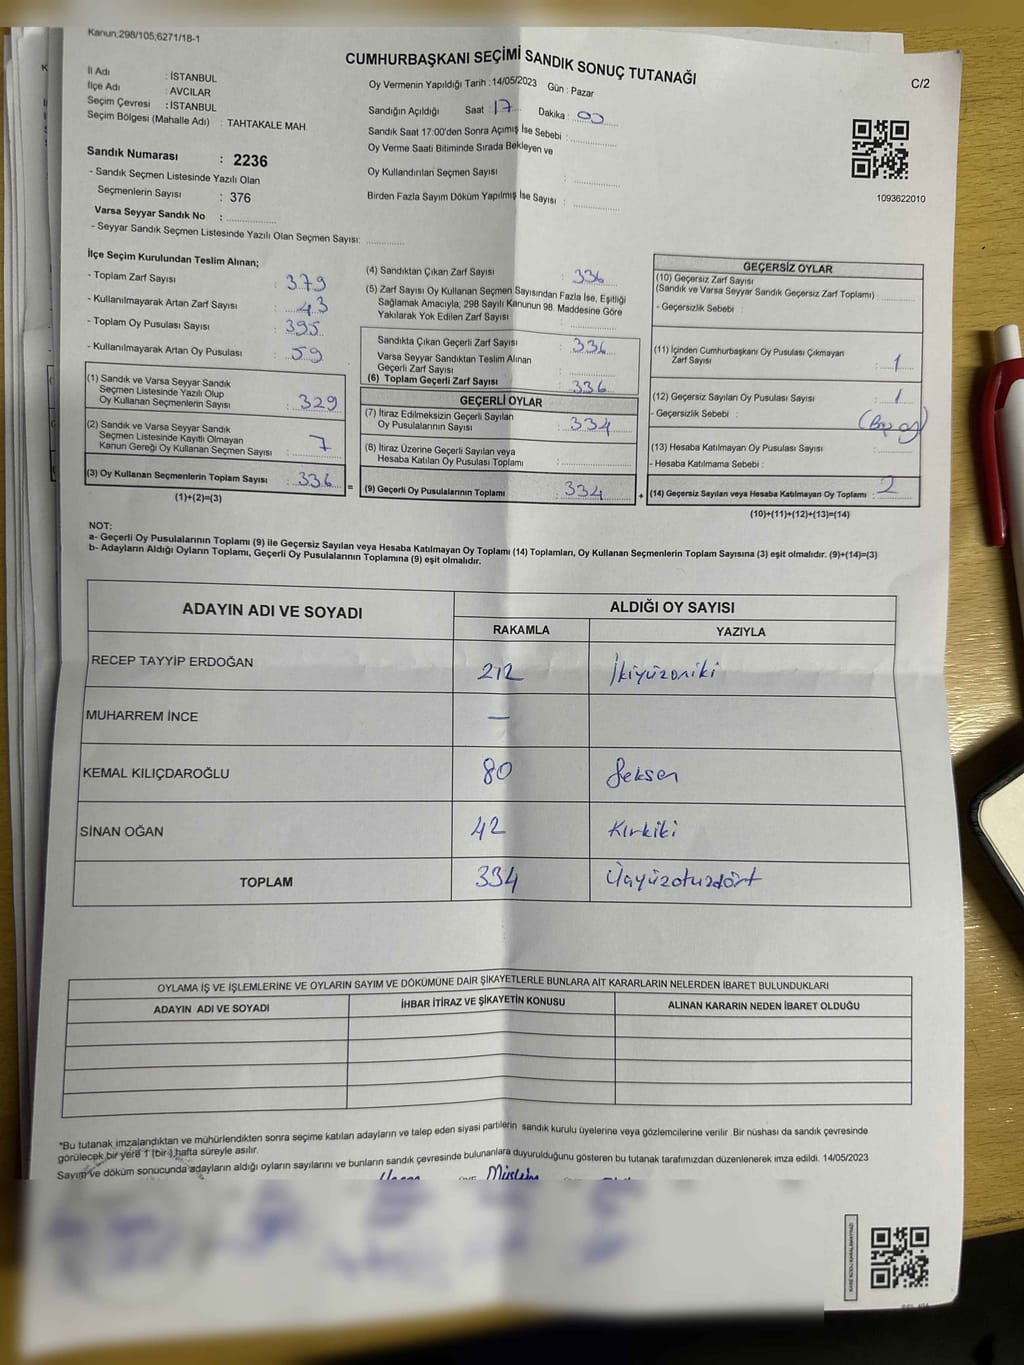 Kanun,298/105,6271/18-1
CUMHURBAŞKANI SEÇİMİ SANDIK SONUÇ TUTANAĞI
C/2
İl Adı : İSTANBUL
İlçe Adı : AVCILAR
Seçim Çevresi : İSTANBUL
Seçim Bölgesi (Mahalle Adı) : TAHTAKALE MAH.
Sandık Numarası : 2236
- Sandık Seçmen Listesinde Yazılı Olan
Seçmenlerin Sayısı : 376
Varsa Seyyar Sandık No :
- Seyyar Sandık Seçmen Listesinde Yazılı Olan Seçmen Sayısı:
Oy Vermenin Yapıldığı Tarih : 14/05/2023 Gün : Pazar
Sandığın Açıldığı Saat 17 Dakika : 00
Sandık Saat 17:00'den Sonra Açımış İse Sebebi :
Oy Verme Saati Bitiminde Sırada Bekleyen ve
Oy Kullandırılan Seçmen Sayısı :
Birden Fazla Sayım Döküm Yapılmış İse Sayısı :
1093622010
İlçe Seçim Kurulundan Teslim Alınan;
- Toplam Zarf Sayısı : 379
- Kullanılmayarak Artan Zarf Sayısı : 43
- Toplam Oy Pusulası Sayısı : 395
- Kullanılmayarak Artan Oy Pusulası : 59
(1) Sandık ve Varsa Seyyar Sandık
Seçmen Listesinde Yazılı Olup
Oy Kullanan Seçmenlerin Sayısı : 329
(2) Sandık ve Varsa Seyyar Sandık
Seçmen Listesinde Kayıtlı Olmayan
Kanun Gereği Oy Kullanan Seçmen Sayısı : 7
(3) Oy Kullanan Seçmenlerin Toplam Sayısı : 336
(1)+(2)=(3)
=
(4) Sandıktan Çıkan Zarf Sayısı : 336
(5) Zarf Sayısı Oy Kullanan Seçmen Sayısından Fazla İse, Eşitliği
Sağlamak Amacıyla; 298 Sayılı Kanunun 98. Maddesine Göre
Yakılarak Yok Edilen Zarf Sayısı :
Sandıkta Çıkan Geçerli Zarf Sayısı : 336
Varsa Seyyar Sandıktan Teslim Alınan
Geçerli Zarf Sayısı :
(6) Toplam Geçerli Zarf Sayısı : 336
GEÇERLİ OYLAR
(7) İtiraz Edilmeksizin Geçerli Sayılan
Oy Pusulalarının Sayısı : 334
(8) İtiraz Üzerine Geçerli Sayılan veya
Hesaba Katılan Oy Pusulası Toplamı :
(9) Geçerli Oy Pusulalarının Toplamı : 334
+
GEÇERSİZ OYLAR
(10) Geçersiz Zarf Sayısı
(Sandık ve Varsa Seyyar Sandık Geçersiz Zarf Toplamı) :
- Geçersizlik Sebebi :
(11) İçinden Cumhurbaşkanı Oy Pusulası Çıkmayan
Zarf Sayısı : 1
(12) Geçersiz Sayılan Oy Pusulası Sayısı : 1
- Geçersizlik Sebebi :
(13) Hesaba Katılmayan Oy Pusulası Sayısı :
- Hesaba Katılmama Sebebi :
(14) Geçersiz Sayılan veya Hesaba Katılmayan Oy Toplamı : 2
(10)+(11)+(12)+(13)=(14)
NOT:
a- Geçerli Oy Pusulalarının Toplamı (9) ile Geçersiz Sayılan veya Hesaba Katılmayan Oy Toplamı (14) Toplamları, Oy Kullanan Seçmenlerin Toplam Sayısına (3) eşit olmalıdır. (9)+(14)=(3)
b- Adayların Aldığı Oyların Toplamı, Geçerli Oy Pusulalarının Toplamına (9) eşit olmalıdır.
ADAYIN ADI VE SOYADI ALDIĞI OY SAYISI
RAKAMLA YAZIYLA
RECEP TAYYİP ERDOĞAN 212 İkiyüzoniki
MUHARREM İNCE —
KEMAL KILIÇDAROĞLU 80 Seksen
SİNAN OĞAN 42 Kırkiki
TOPLAM 334 Üçyüzotuzdört
OYLAMA İŞ VE İŞLEMLERİNE VE OYLARIN SAYIM VE DÖKÜMÜNE DAİR ŞİKAYETLERLE BUNLARA AİT KARARLARIN NELERDEN İBARET BULUNDUKLARI
ADAYIN ADI VE SOYADI İHBAR İTİRAZ VE ŞİKAYETİN KONUSU ALINAN KARARIN NEDEN İBARET OLDUĞU
*Bu tutanak imzalandıktan ve mühürlendikten sonra seçime katılan adayların ve talep eden siyasi partilerin sandık kurulu üyelerine veya gözlemcilerine verilir. Bir nüshası da sandık çevresinde
görülecek bir yere 1 (bir ) hafta süreyle asılır.
Sayım ve döküm sonucunda adayların aldığı oyların sayılarını ve bunların sandık çevresinde bulunanlara duyurulduğunu gösteren bu tutanak tarafımızdan düzenlenerek imza edildi. 14/05/2023